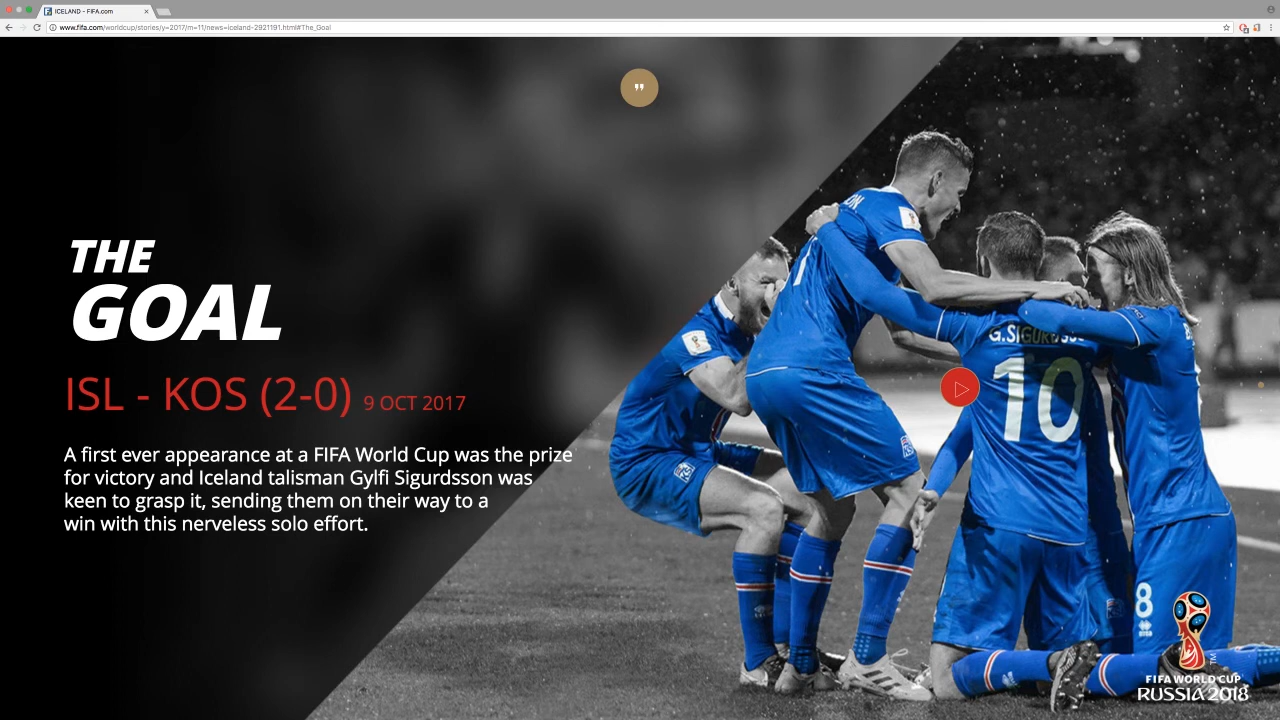 ICELAND - FIFA.com
www.fifa.com/worldcup/stories/y=2017/m=11/news=iceland-2921191.html#The_Goal
THE
GOAL
ISL - KOS (2-0) 9 OCT 2017
A first ever appearance at a FIFA World Cup was the prize
for victory and Iceland talisman Gylfi Sigurdsson was
keen to grasp it, sending them on their way to a
win with this nerveless solo effort.
10
8
FIFA WORLD CUP
RUSSIA 2018
TM